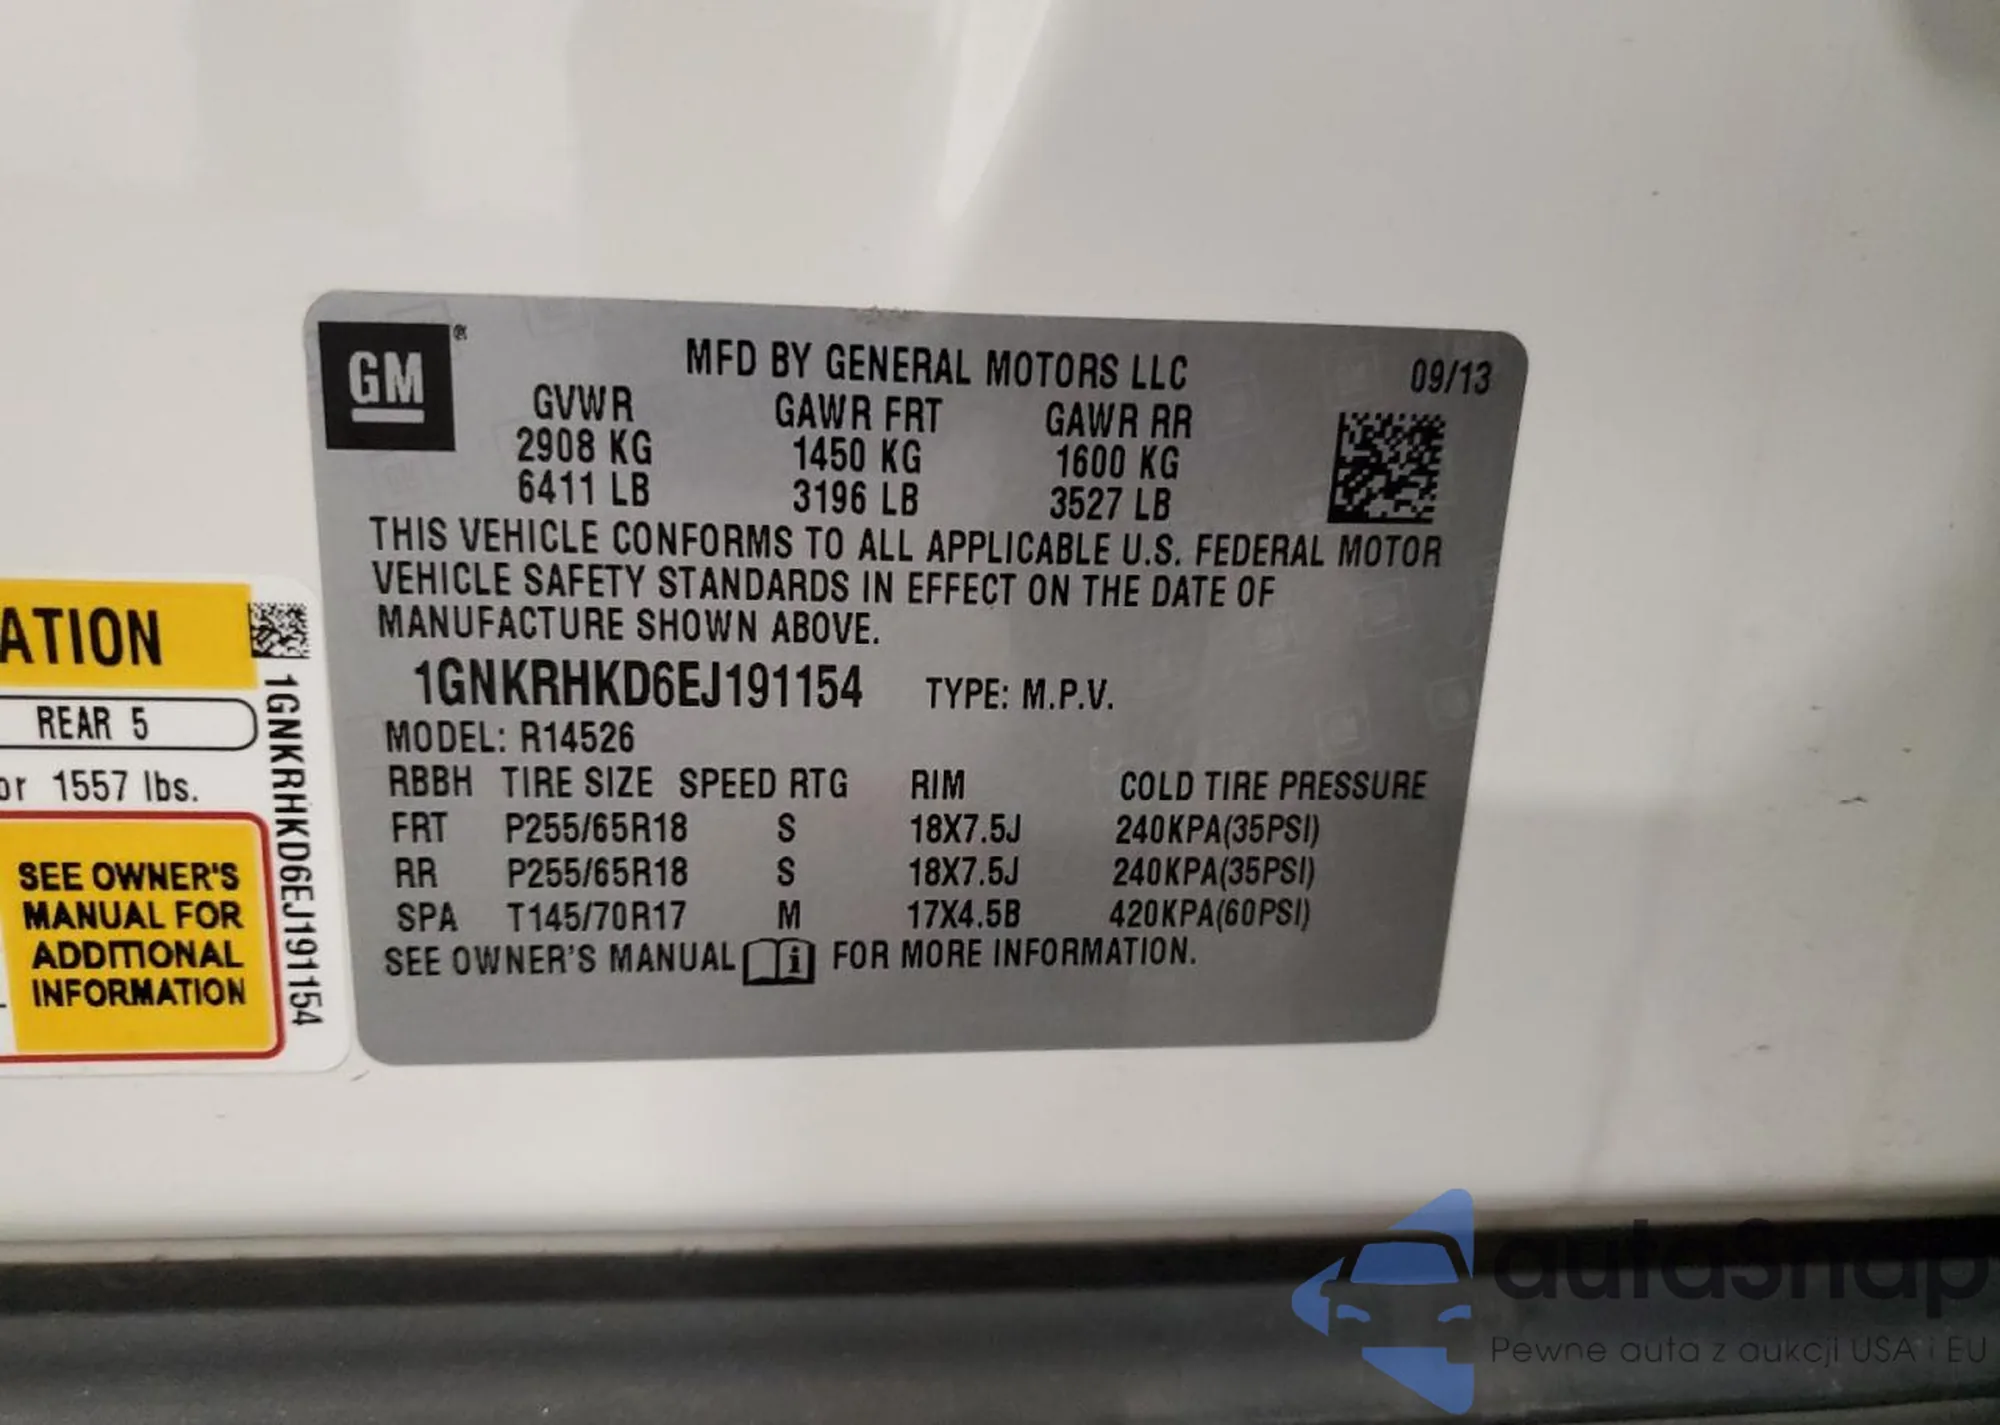 GM
®
MFD BY GENERAL MOTORS LLC
09/13
GVWR
2908 KG
6411 LB
GAWR FRT
1450 KG
3196 LB
GAWR RR
1600 KG
3527 LB
THIS VEHICLE CONFORMS TO ALL APPLICABLE U.S. FEDERAL MOTOR
VEHICLE SAFETY STANDARDS IN EFFECT ON THE DATE OF
MANUFACTURE SHOWN ABOVE.
1GNKRHKD6EJ191154 TYPE: M.P.V.
MODEL: R14526
RBBH TIRE SIZE SPEED RTG RIM COLD TIRE PRESSURE
FRT P255/65R18 S 18X7.5J 240KPA(35PSI)
RR P255/65R18 S 18X7.5J 240KPA(35PSI)
SPA T145/70R17 M 17X4.5B 420KPA(60PSI)
SEE OWNER'S MANUAL i FOR MORE INFORMATION.
ATION
REAR 5
or 1557 lbs.
SEE OWNER'S
MANUAL FOR
ADDITIONAL
INFORMATION
1GNKRHKD6EJ191154
autoSnap
Pewne auta z aukcji USA i EU